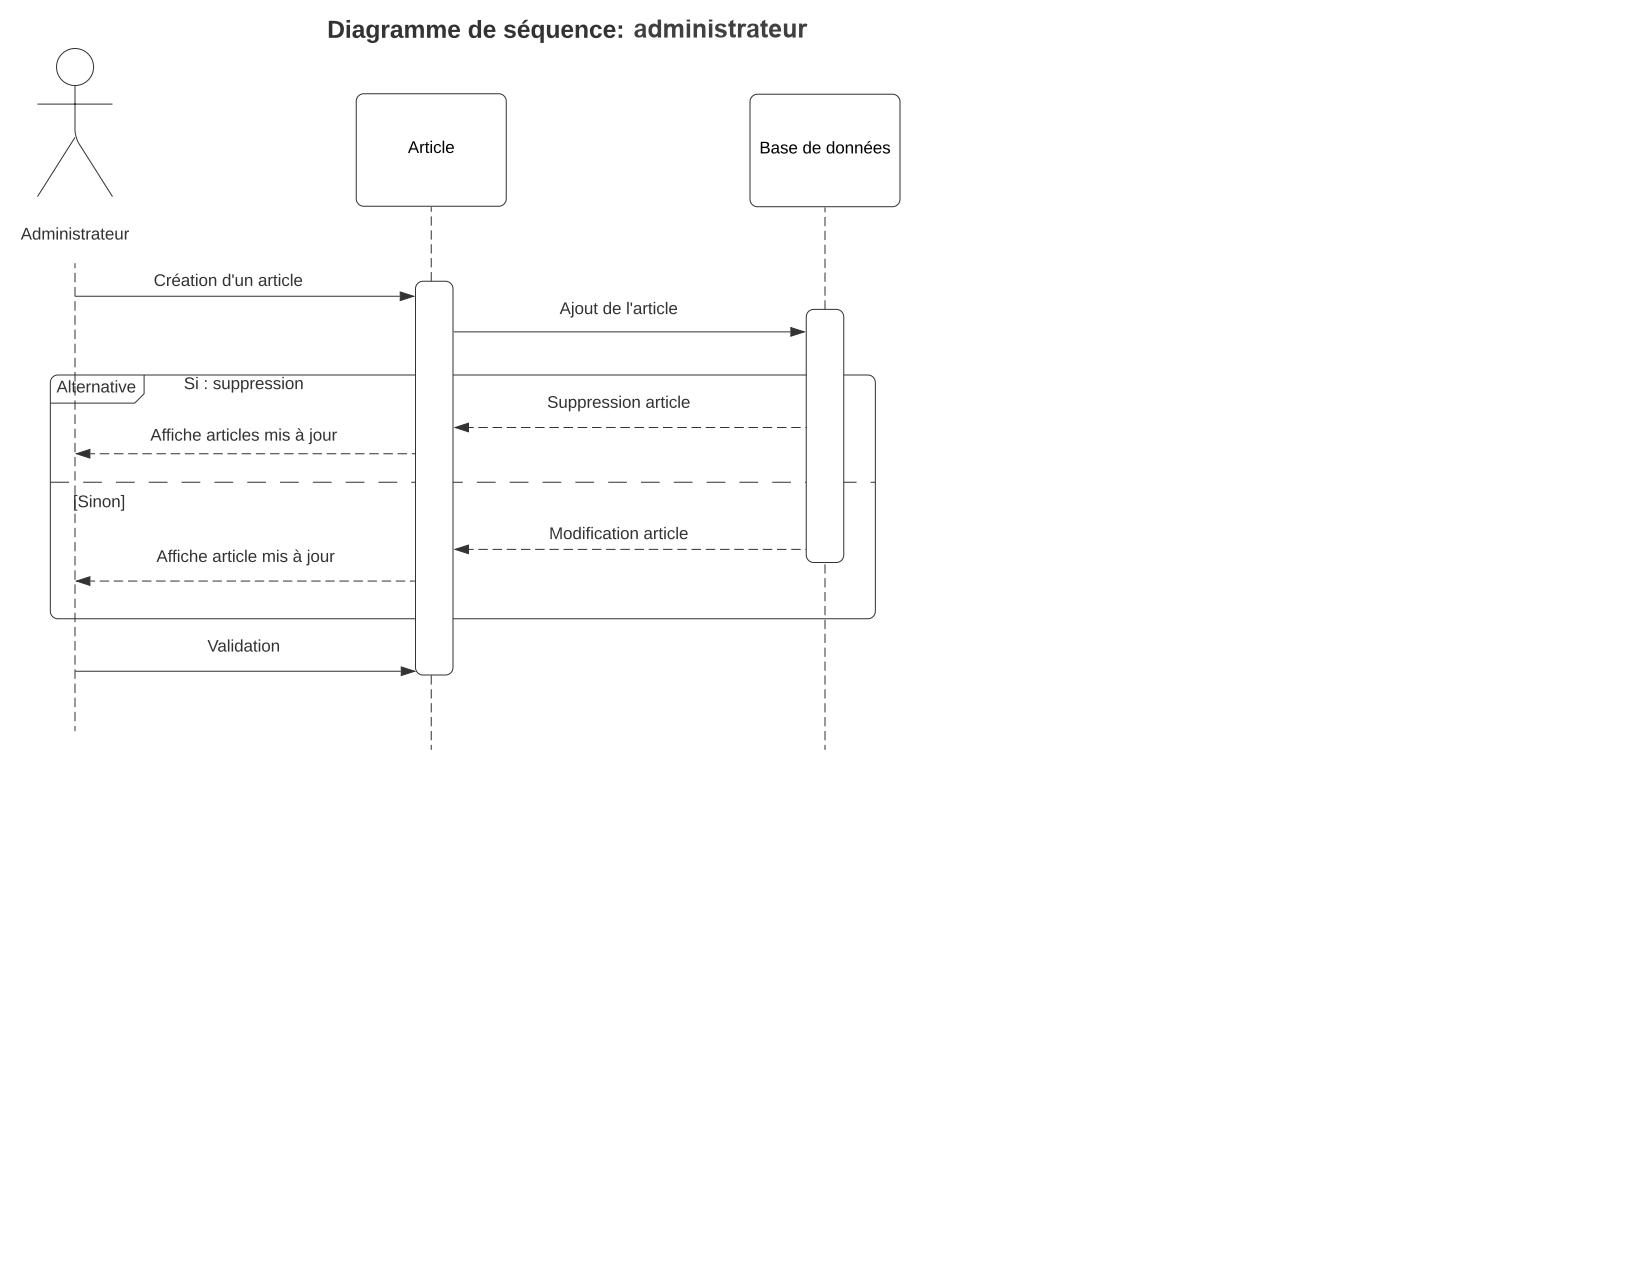 Diagramme de séquence: administrateur
Article
Base de données
Administrateur
Création d'un article
Ajout de l'article
Alternative
Si : suppression
Suppression article
Affiche articles mis à jour
[Sinon]
Modification article
Affiche article mis à jour
Validation